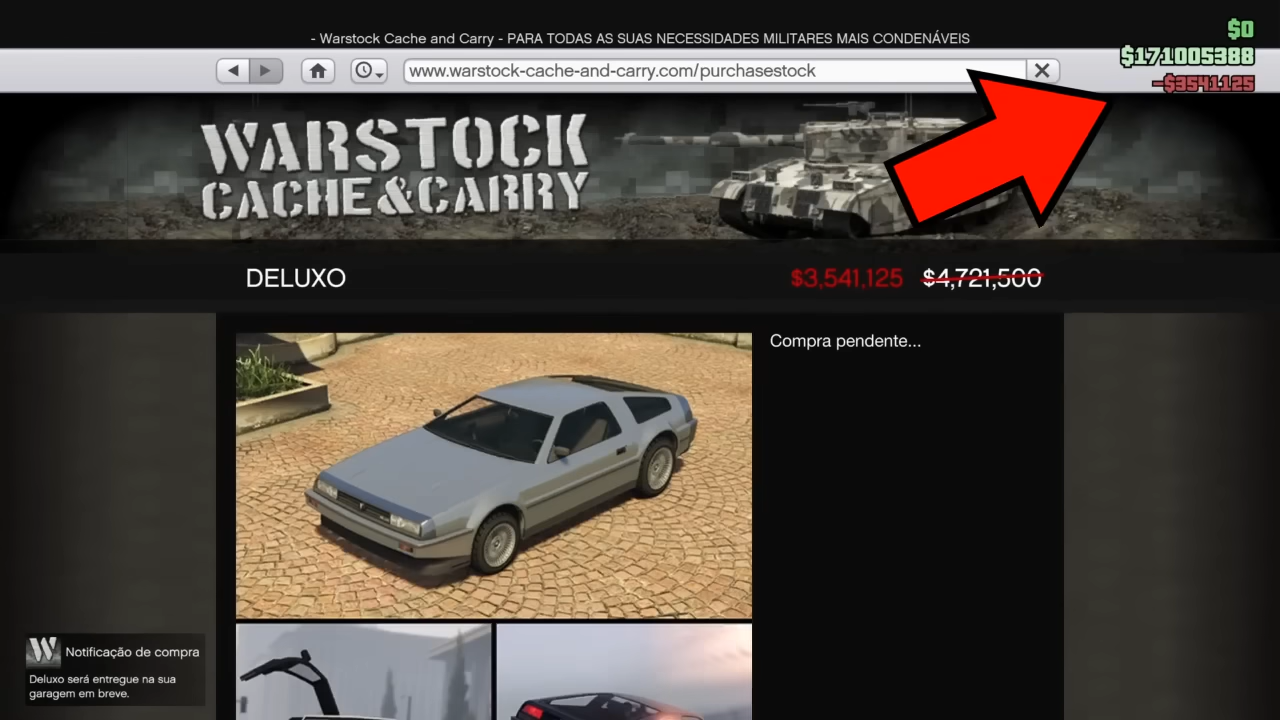 - Warstock Cache and Carry - PARA TODAS AS SUAS NECESSIDADES MILITARES MAIS CONDENÁVEIS
$0
$171005388
-$3541125
www.warstock-cache-and-carry.com/purchasestock
WARSTOCK
CACHE&CARRY
DELUXO
$3,541,125 $4,721,500
Compra pendente...
W Notificação de compra
Deluxo será entregue na sua
garagem em breve.